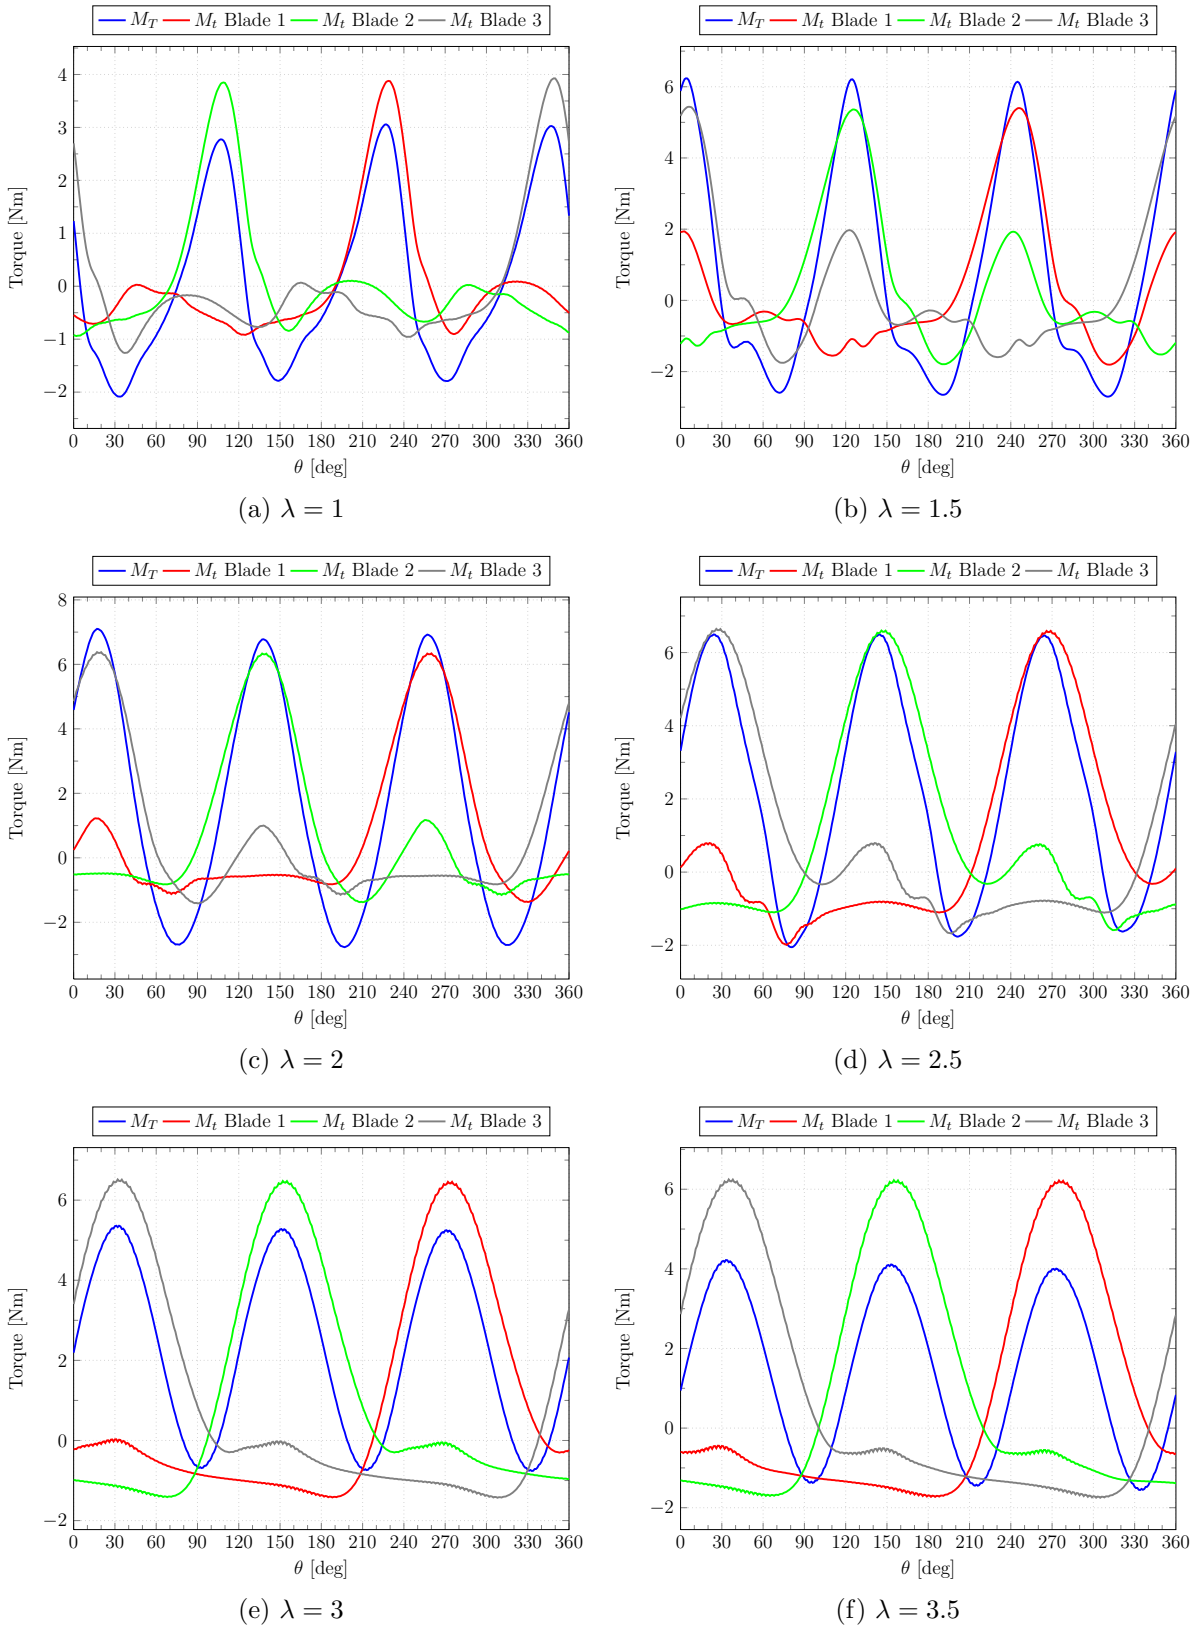 M_T M_t Blade 1 M_t Blade 2 M_t Blade 3
4
3
2
1
0
−1
−2
Torque [Nm]
0 30 60 90 120 150 180 210 240 270 300 330 360
θ [deg]
(a) λ = 1
M_T M_t Blade 1 M_t Blade 2 M_t Blade 3
6
4
2
0
−2
Torque [Nm]
0 30 60 90 120 150 180 210 240 270 300 330 360
θ [deg]
(b) λ = 1.5
M_T M_t Blade 1 M_t Blade 2 M_t Blade 3
8
6
4
2
0
−2
Torque [Nm]
0 30 60 90 120 150 180 210 240 270 300 330 360
θ [deg]
(c) λ = 2
M_T M_t Blade 1 M_t Blade 2 M_t Blade 3
6
4
2
0
−2
Torque [Nm]
0 30 60 90 120 150 180 210 240 270 300 330 360
θ [deg]
(d) λ = 2.5
M_T M_t Blade 1 M_t Blade 2 M_t Blade 3
6
4
2
0
−2
Torque [Nm]
0 30 60 90 120 150 180 210 240 270 300 330 360
θ [deg]
(e) λ = 3
M_T M_t Blade 1 M_t Blade 2 M_t Blade 3
6
4
2
0
−2
Torque [Nm]
0 30 60 90 120 150 180 210 240 270 300 330 360
θ [deg]
(f) λ = 3.5